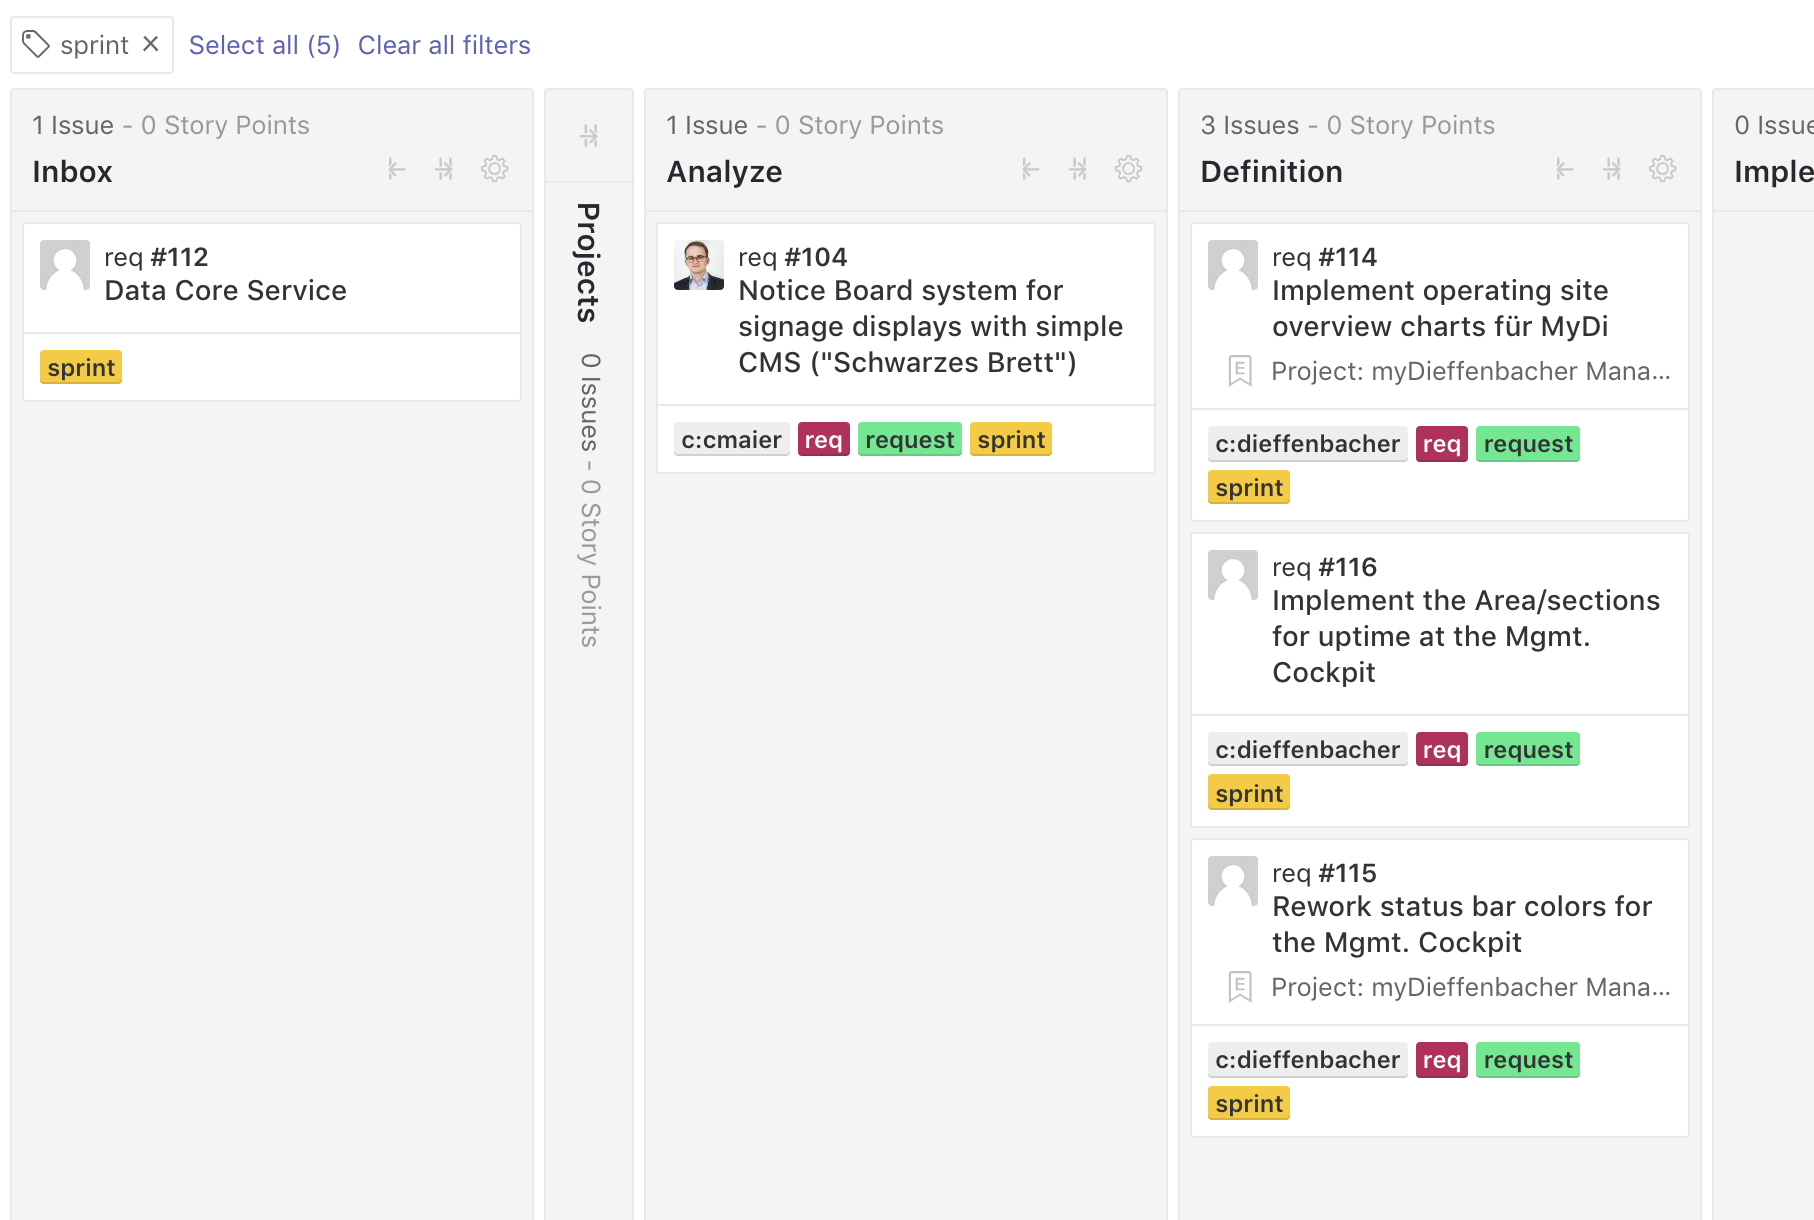 sprint Select all (5) Clear all filters
1 Issue - 0 Story Points
Inbox
req #112
Data Core Service
sprint
Projects 0 Issues - 0 Story Points
1 Issue - 0 Story Points
Analyze
req #104
Notice Board system for
signage displays with simple
CMS ("Schwarzes Brett")
c:cmaier req request sprint
3 Issues - 0 Story Points
Definition
req #114
Implement operating site
overview charts für MyDi
E Project: myDieffenbacher Mana...
c:dieffenbacher req request
sprint
req #116
Implement the Area/sections
for uptime at the Mgmt.
Cockpit
c:dieffenbacher req request
sprint
req #115
Rework status bar colors for
the Mgmt. Cockpit
E Project: myDieffenbacher Mana...
c:dieffenbacher req request
sprint
0 Issue
Imple